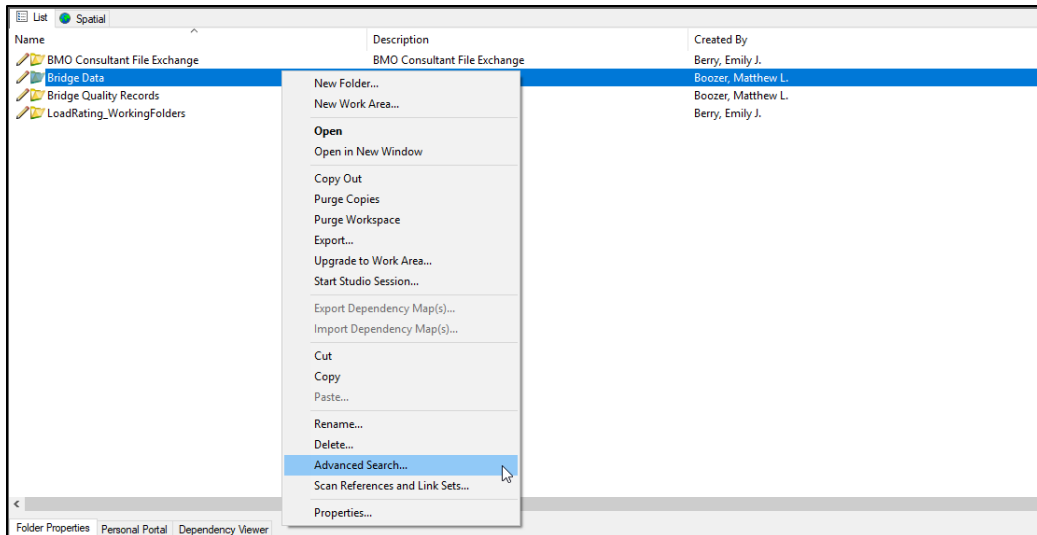 List Spatial
Name Description Created By
BMO Consultant File Exchange BMO Consultant File Exchange Berry, Emily J.
Bridge Data Boozer, Matthew L.
Bridge Quality Records Boozer, Matthew L.
LoadRating_WorkingFolders Berry, Emily J.
New Folder...
New Work Area...
Open
Open in New Window
Copy Out
Purge Copies
Purge Workspace
Export...
Upgrade to Work Area...
Start Studio Session...
Export Dependency Map(s)...
Import Dependency Map(s)...
Cut
Copy
Paste...
Rename...
Delete...
Advanced Search...
Scan References and Link Sets...
Properties...
Folder Properties Personal Portal Dependency Viewer